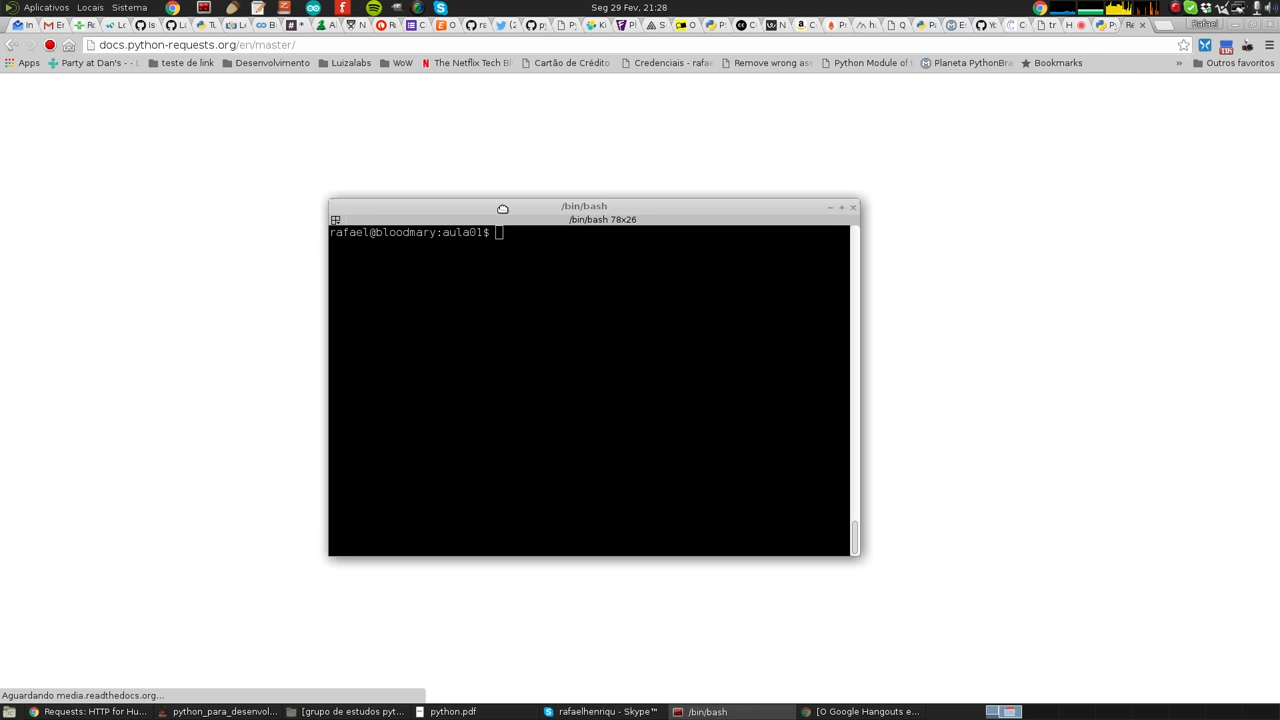 Aplicativos Locais Sistema
Seg 29 Fev, 21:28
Rafael
docs.python-requests.org/en/master/
Apps
Party at Dan's - -
teste de link
Desenvolvimento
Luizalabs
WoW
The Netflix Tech Bl
Cartão de Crédito
Credenciais - rafae
Remove wrong ass
Python Module of t
Planeta PythonBra
Bookmarks
»
Outros favoritos
/bin/bash
/bin/bash 78x26
rafael@bloodmary:aula01$
Aguardando media.readthedocs.org...
Requests: HTTP for Hu...
python_para_desenvol...
[grupo de estudos pyt...
python.pdf
rafaelhenriqu - Skype™
/bin/bash
[O Google Hangouts e...